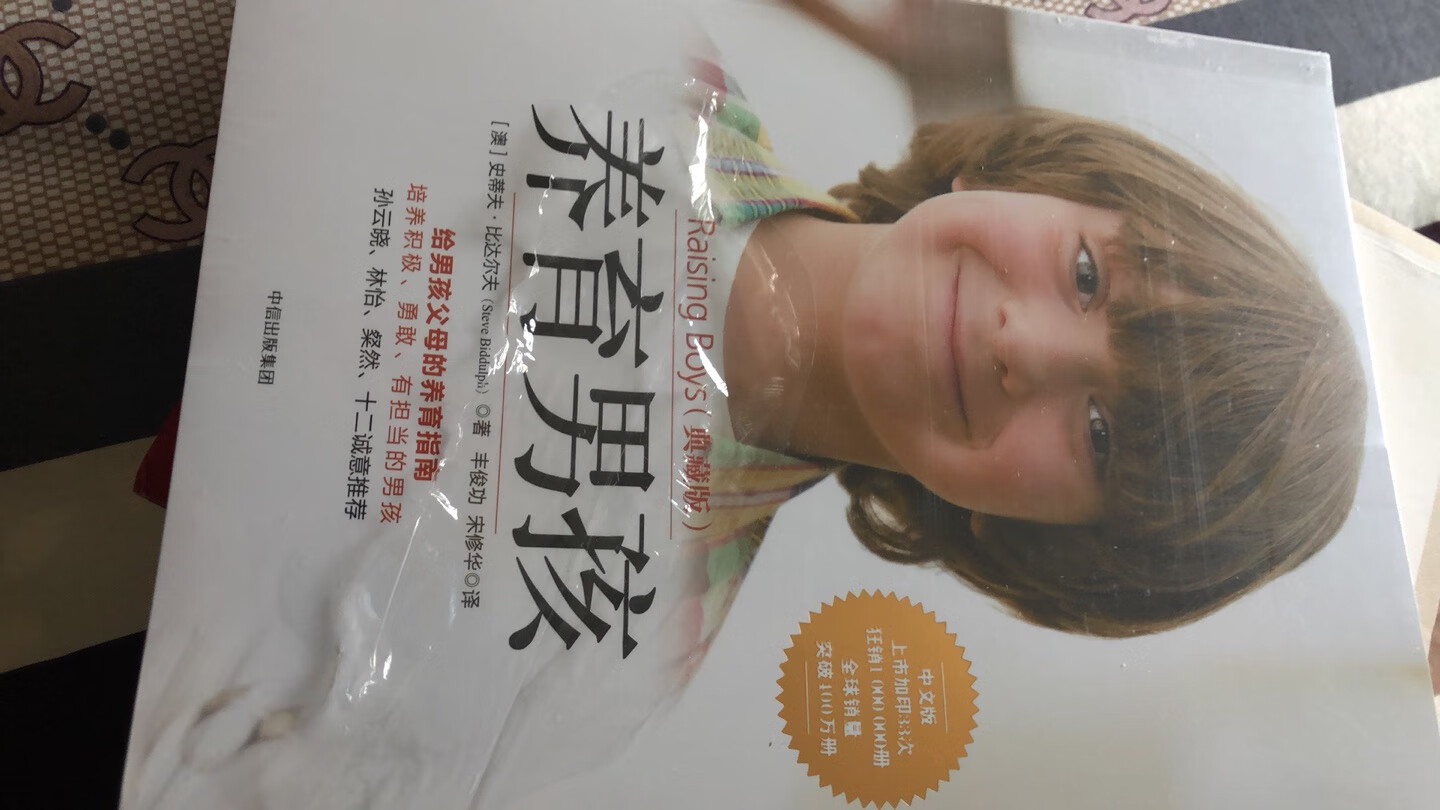 中文版
上市加印33次
狂销1000000册
全球销量
突破400万册
Raising Boys（典藏版）
养育男孩
［澳］史蒂夫·比达尔夫（Steve Biddulph）◎著 丰俊功 宋修华◎译
给男孩父母的养育指南
培养积极、勇敢、有担当的男孩
孙云晓、林怡、粲然、十二诚意推荐
中信出版集团